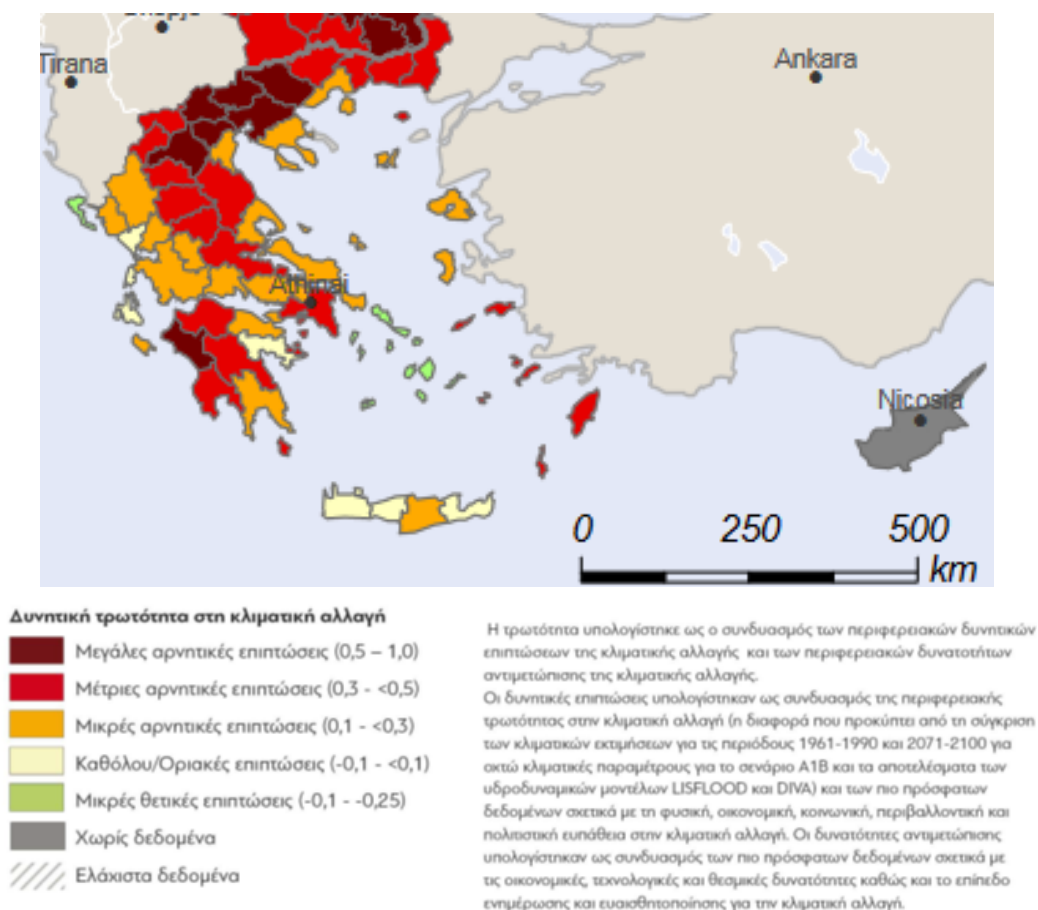 Tirana
Ankara
Athinai
Nicosia
0 250 500
km
Δυνητική τρωτότητα στη κλιματική αλλαγή
Μεγάλες αρνητικές επιπτώσεις (0,5 – 1,0)
Μέτριες αρνητικές επιπτώσεις (0,3 - <0,5)
Μικρές αρνητικές επιπτώσεις (0,1 - <0,3)
Καθόλου/Οριακές επιπτώσεις (-0,1 - <0,1)
Μικρές θετικές επιπτώσεις (-0,1 - -0,25)
Χωρίς δεδομένα
Ελάχιστα δεδομένα
Η τρωτότητα υπολογίστηκε ως ο συνδυασμός των περιφερειακών δυνητικών
επιπτώσεων της κλιματικής αλλαγής και των περιφερειακών δυνατοτήτων
αντιμετώπισης της κλιματικής αλλαγής.
Οι δυνητικές επιπτώσεις υπολογίστηκαν ως συνδυασμός της περιφερειακής
τρωτότητας στην κλιματική αλλαγή (η διαφορά που προκύπτει από τη σύγκριση
των κλιματικών εκτιμήσεων για τις περιόδους 1961-1990 και 2071-2100 για
οχτώ κλιματικές παραμέτρους για το σενάριο A1B και τα αποτελέσματα των
υδροδυναμικών μοντέλων LISFLOOD και DIVA) και των πιο πρόσφατων
δεδομένων σχετικά με τη φυσική, οικονομική, κοινωνική, περιβαλλοντική και
πολιτιστική ευπάθεια στην κλιματική αλλαγή. Οι δυνατότητες αντιμετώπισης
υπολογίστηκαν ως συνδυασμός των πιο πρόσφατων δεδομένων σχετικά με
τις οικονομικές, τεχνολογικές και θεσμικές δυνατότητες καθώς και το επίπεδο
ενημέρωσης και ευαισθητοποίησης για την κλιματική αλλαγή.